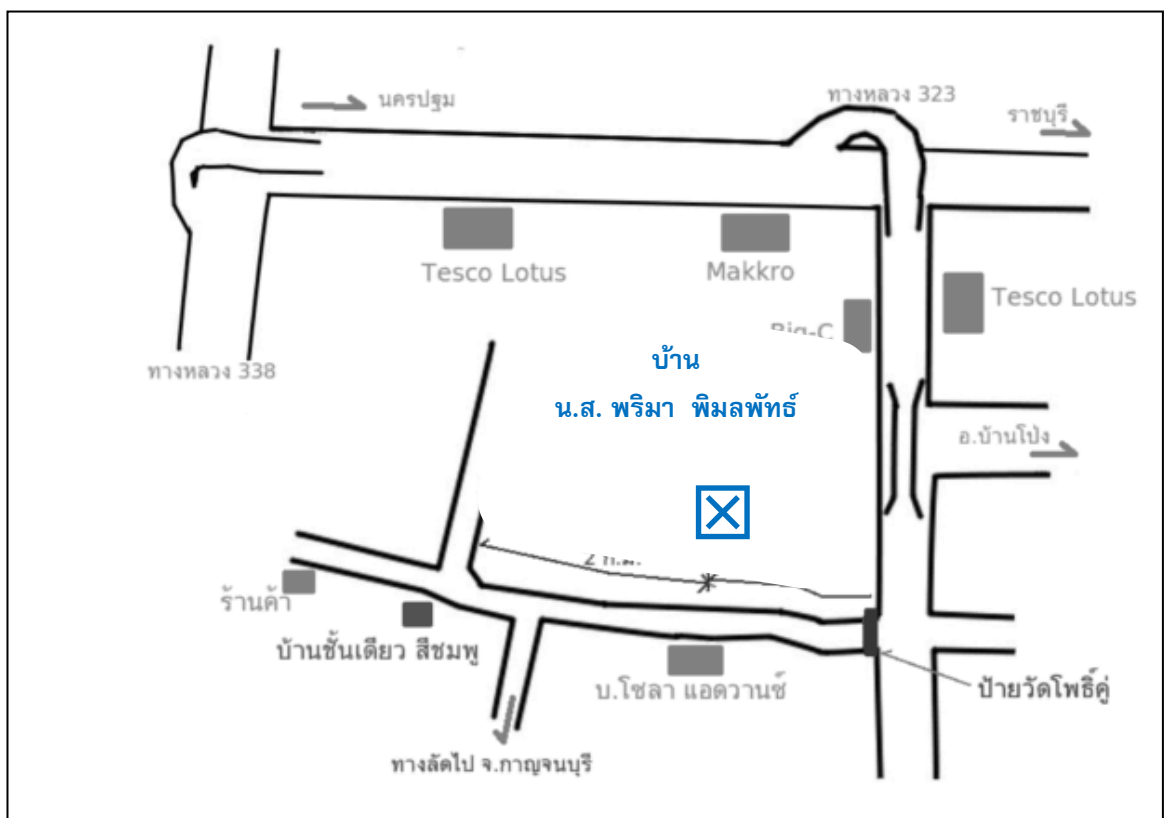 นครปฐม
ทางหลวง 323
ราชบุรี
Tesco Lotus
Makkro
Big-C
Tesco Lotus
ทางหลวง 338
บ้าน
น.ส. พริมา พิมลพัทธ์
อ.บ้านโป่ง
2 ก.ม.
ร้านค้า
บ้านชั้นเดียว สีชมพู
บ.โซลา แอดวานซ์
ป้ายวัดโพธิ์คู่
ทางลัดไป จ.กาญจนบุรี